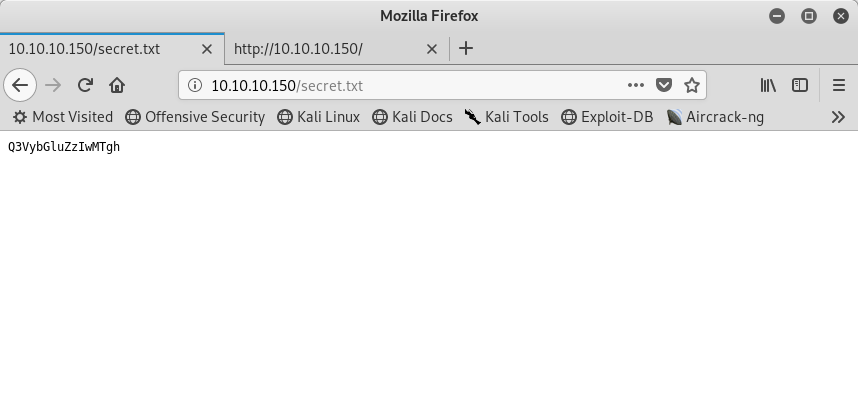 Mozilla Firefox
10.10.10.150/secret.txt http://10.10.10.150/
10.10.10.150/secret.txt
Most Visited Offensive Security Kali Linux Kali Docs Kali Tools Exploit-DB Aircrack-ng
Q3VybGluZzIwMTgh